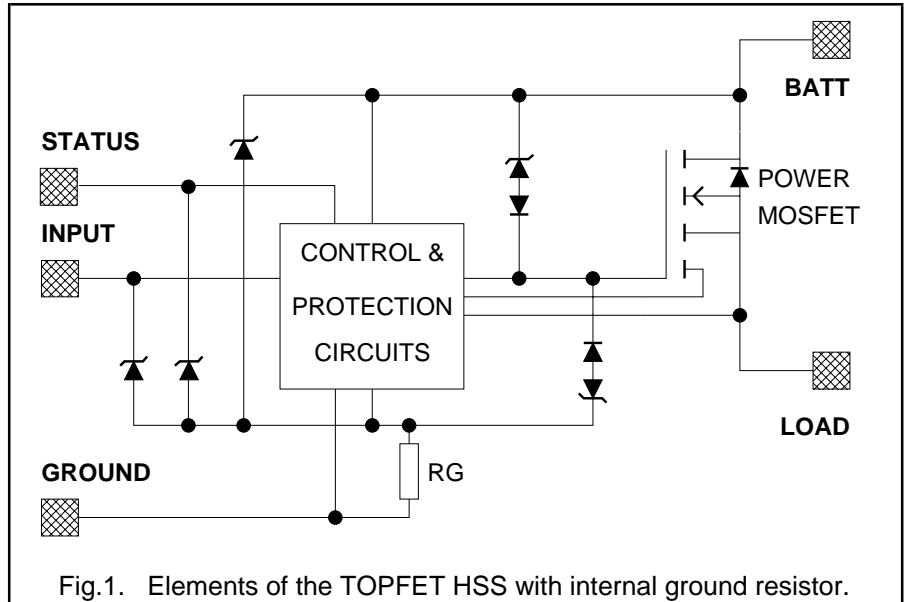 BATT
STATUS
POWER
MOSFET
INPUT
CONTROL &
PROTECTION
CIRCUITS
LOAD
GROUND
RG
Fig.1. Elements of the TOPFET HSS with internal ground resistor.